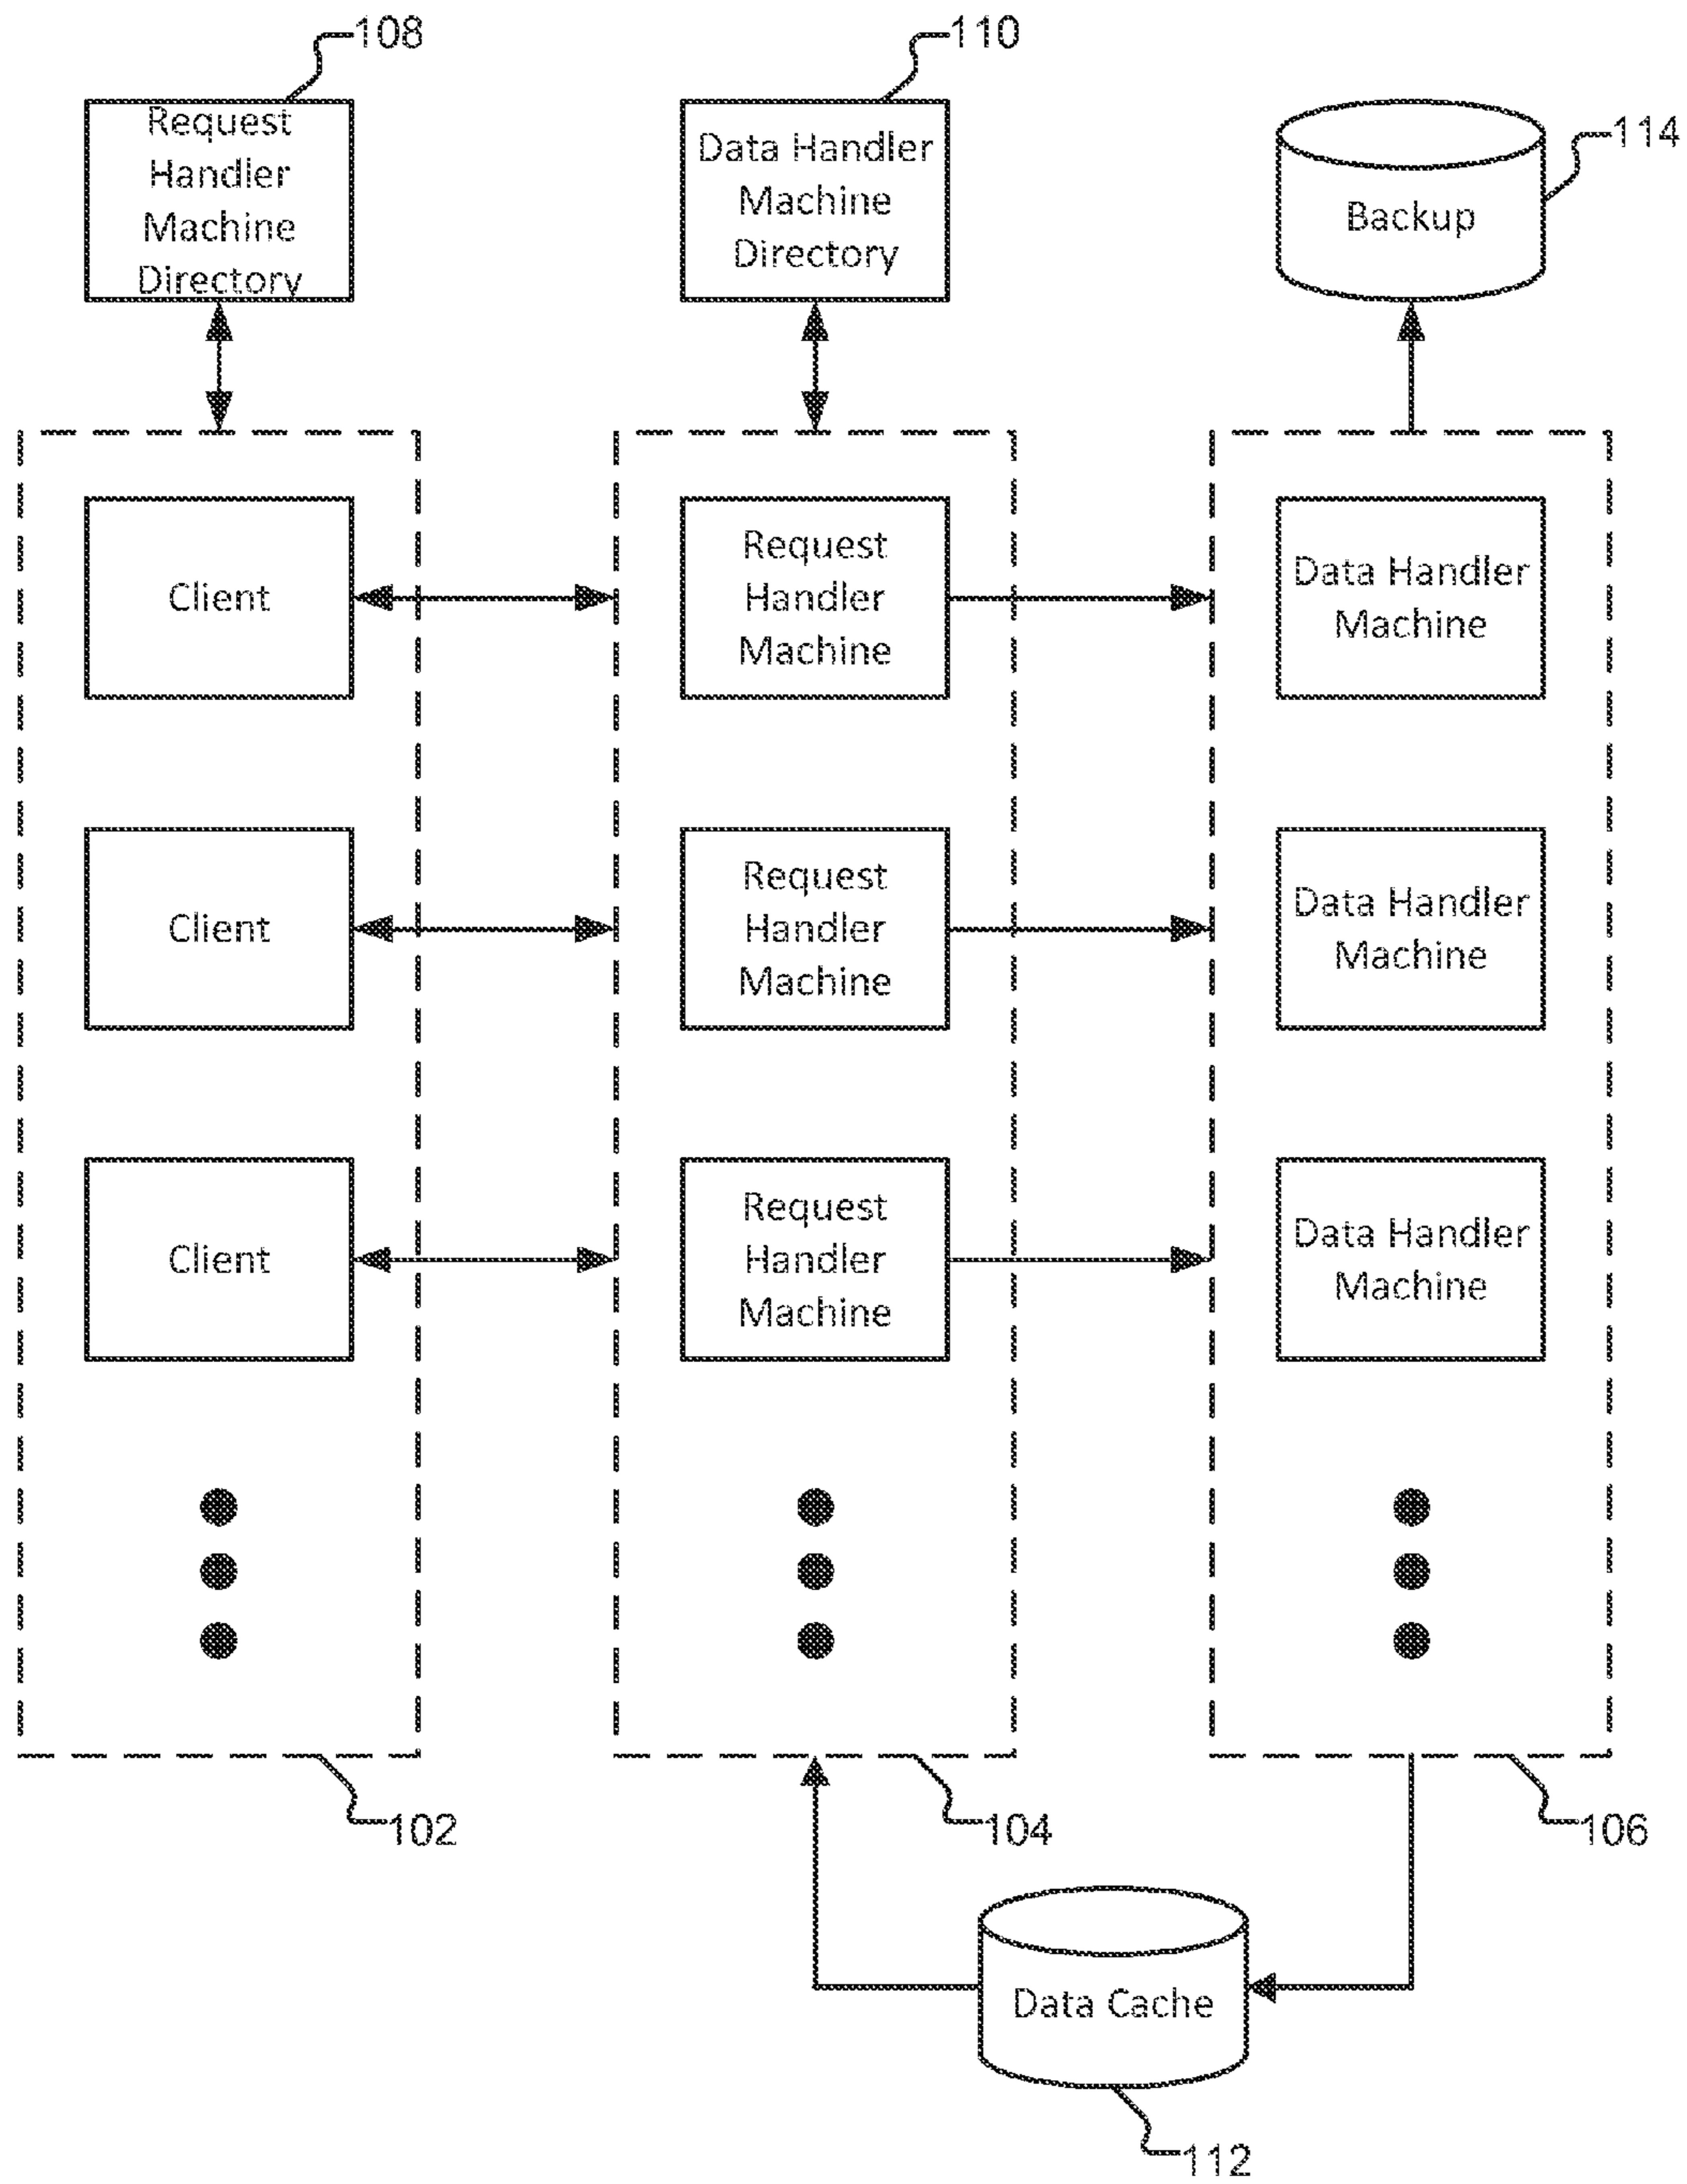 108
110
114
Request
Handler
Machine
Directory
Data Handler
Machine
Directory
Backup
Client
Request
Handler
Machine
Data Handler
Machine
Client
Request
Handler
Machine
Data Handler
Machine
Client
Request
Handler
Machine
Data Handler
Machine
102
104
106
Data Cache
112